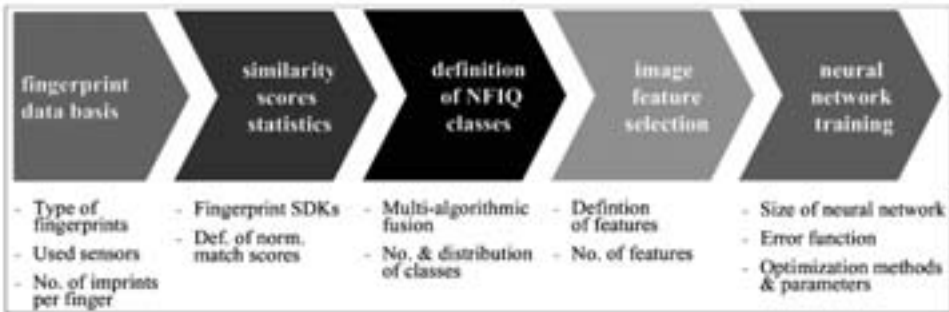 fingerprint
data basis
similarity
scores
statistics
definition
of NFIQ
classes
image
feature
selection
neural
network
training
- Type of
fingerprints
- Used sensors
- No. of imprints
per finger
- Fingerprint SDKs
- Def. of norm.
match scores
- Multi-algorithmic
fusion
- No. & distribution
of classes
- Defintion
of features
- No. of features
- Size of neural network
- Error function
- Optimization methods
& parameters